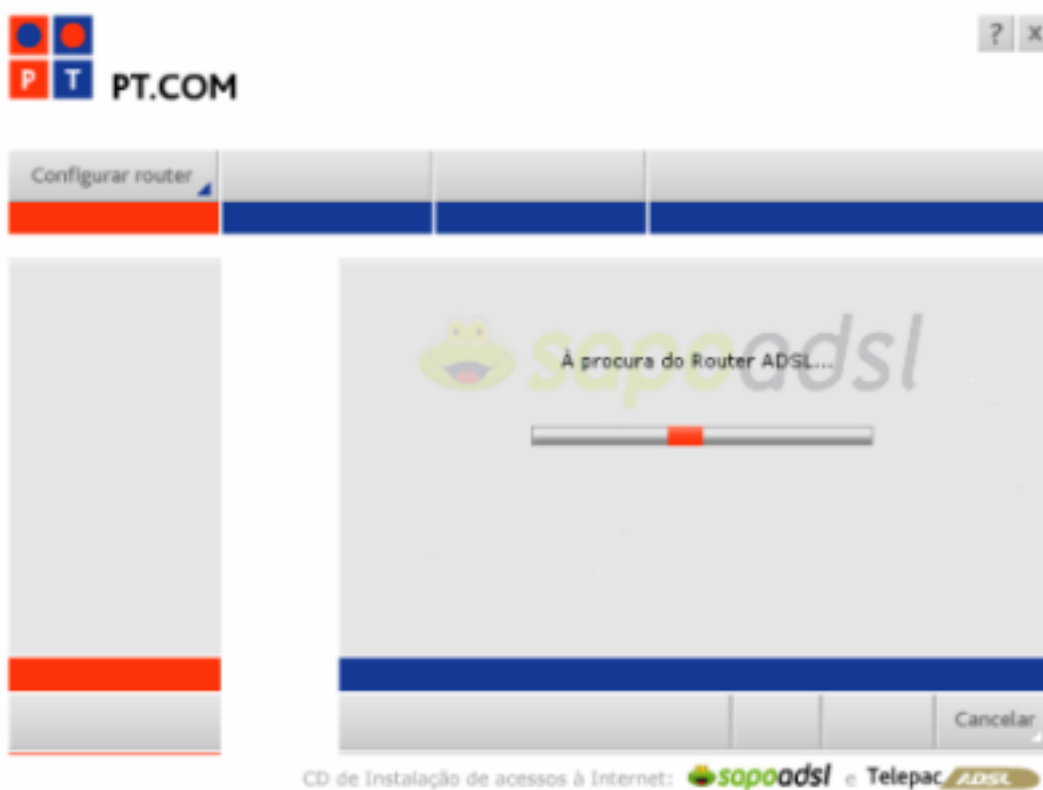 ? x
P T PT.COM
Configurar router
sapoadsl
À procura do Router ADSL...
Cancelar
CD de Instalação de acessos à Internet: sapoadsl e Telepac ADSL